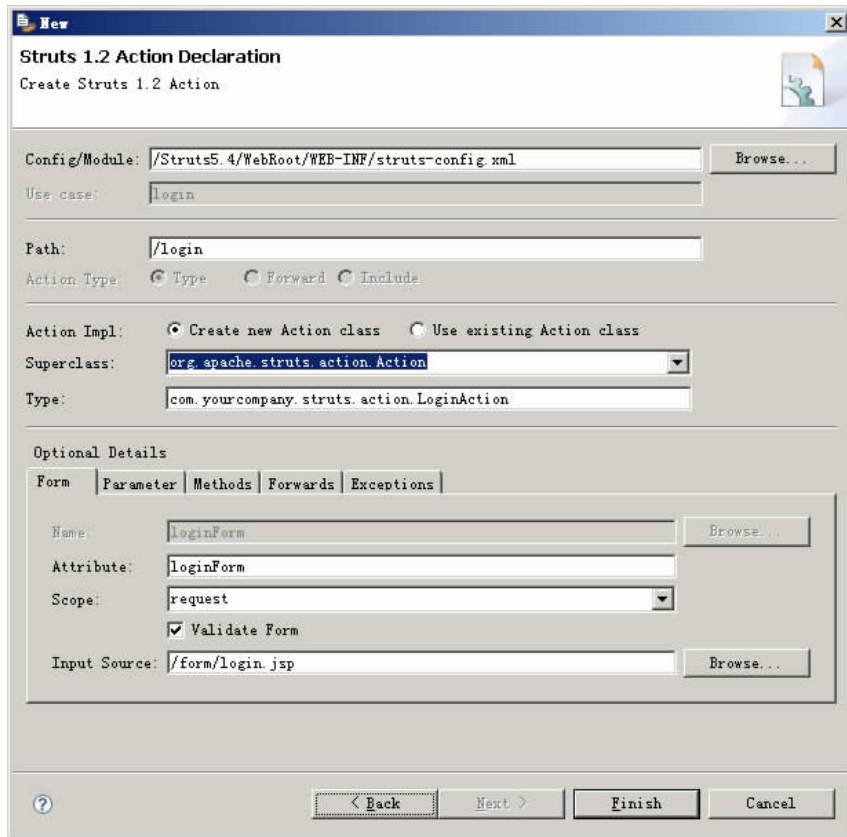 New
Struts 1.2 Action Declaration
Create Struts 1.2 Action
Config/Module: /Struts5.4/WebRoot/WEB-INF/struts-config.xml Browse...
Use case: login
Path: /login
Action Type Type Forward Include
Action Impl: Create new Action class Use existing Action class
Superclass: org.apache.struts.action.Action
Type: com.yourcompany.struts.action.LoginAction
Optional Details
Form Parameter Methods Forwards Exceptions
Name: loginForm Browse...
Attribute: loginForm
Scope: request
Validate Form
Input Source: /form/login.jsp Browse...
? < Back Next > Finish Cancel